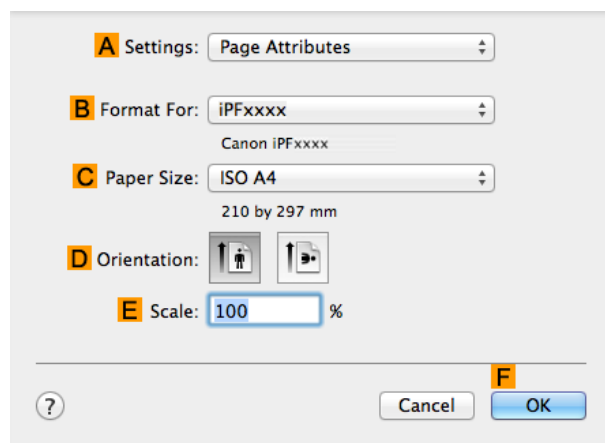 A Settings: Page Attributes
B Format For: iPFxxxx
Canon iPFxxxx
C Paper Size: ISO A4
210 by 297 mm
D Orientation:
E Scale: 100 %
F
? Cancel OK